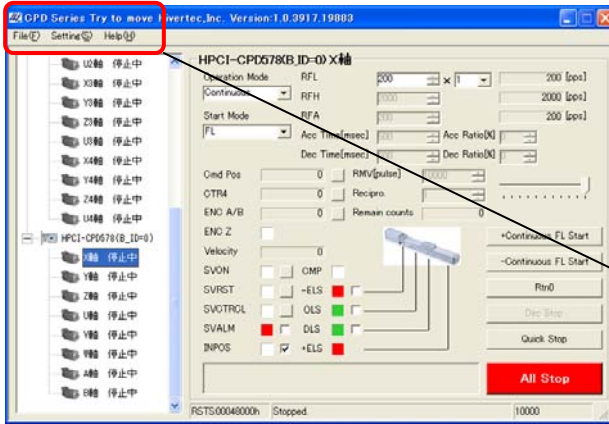 CPD Series Try to move Hivertec,Inc. Version:1.0.3917.19883
File(F) Setting(S) Help(H)
U2軸 停止中
X3軸 停止中
Y3軸 停止中
Z3軸 停止中
U3軸 停止中
X4軸 停止中
Y4軸 停止中
Z4軸 停止中
U4軸 停止中
HPCI-CPD578(B_ID=0)
X軸 停止中
Y軸 停止中
Z軸 停止中
U軸 停止中
V軸 停止中
W軸 停止中
A軸 停止中
B軸 停止中
HPCI-CPD578(B_ID=0) X軸
Operation Mode RFL 200 × 1 200 [pps]
Continuous RFH 2000 2000 [pps]
Start Mode RFA 200 200 [pps]
FL Acc Time[msec] Acc Ratio[%] 0
Dec Time[msec] Dec Ratio[%] 0
Cmd Pos 0 RMV[pulse] 10000
CTR4 0 Recipro.
ENC A/B 0 Remain counts 0
ENC Z +Continuous FL Start
Velocity 0 -Continuous FL Start
SVON CMP
SVRST -ELS Rtn0
SVCTRCL OLS Dec Stop
SVALM DLS Quick Stop
INPOS +ELS
All Stop
RSTS:00048000h Stopped. 10000